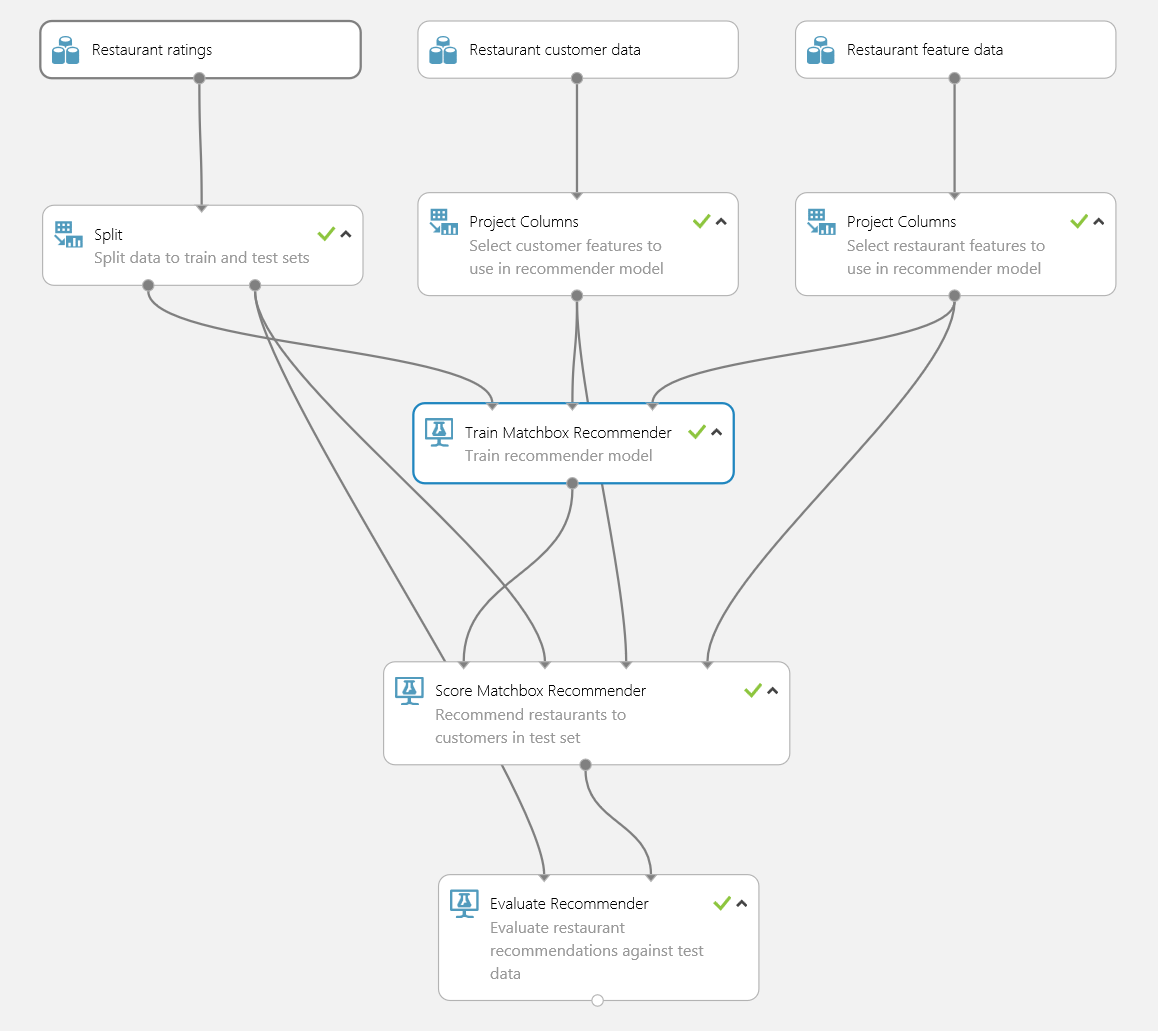 Restaurant ratings
Restaurant customer data
Restaurant feature data
Split
Split data to train and test sets
Project Columns
Select customer features to
use in recommender model
Project Columns
Select restaurant features to
use in recommender model
Train Matchbox Recommender
Train recommender model
Score Matchbox Recommender
Recommend restaurants to
customers in test set
Evaluate Recommender
Evaluate restaurant
recommendations against test
data